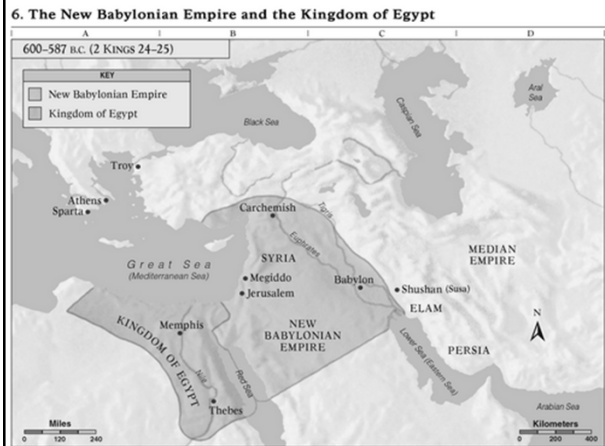 6. The New Babylonian Empire and the Kingdom of Egypt
A B C D
600–587 B.C. (2 KINGS 24–25)
KEY
New Babylonian Empire
Kingdom of Egypt
Black Sea
Caspian Sea
Aral
Sea
Troy
Athens
Sparta
Carchemish
Tigris
Euphrates
Great Sea
(Mediterranean Sea)
SYRIA
MEDIAN
EMPIRE
Megiddo
Babylon
Shushan (Susa)
Jerusalem
ELAM
KINGDOM OF EGYPT
Memphis
NEW
BABYLONIAN
EMPIRE
N
PERSIA
Lower Sea (Eastern Sea)
Nile
Red Sea
Thebes
Arabian Sea
Miles
0 120 240
Kilometers
0 200 400